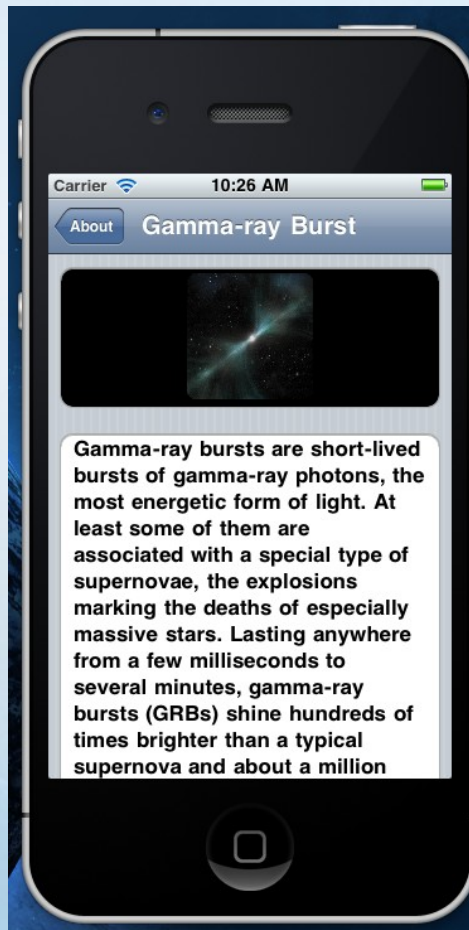 Carrier 10:26 AM
About Gamma-ray Burst
Gamma-ray bursts are short-lived
bursts of gamma-ray photons, the
most energetic form of light. At
least some of them are
associated with a special type of
supernovae, the explosions
marking the deaths of especially
massive stars. Lasting anywhere
from a few milliseconds to
several minutes, gamma-ray
bursts (GRBs) shine hundreds of
times brighter than a typical
supernova and about a million